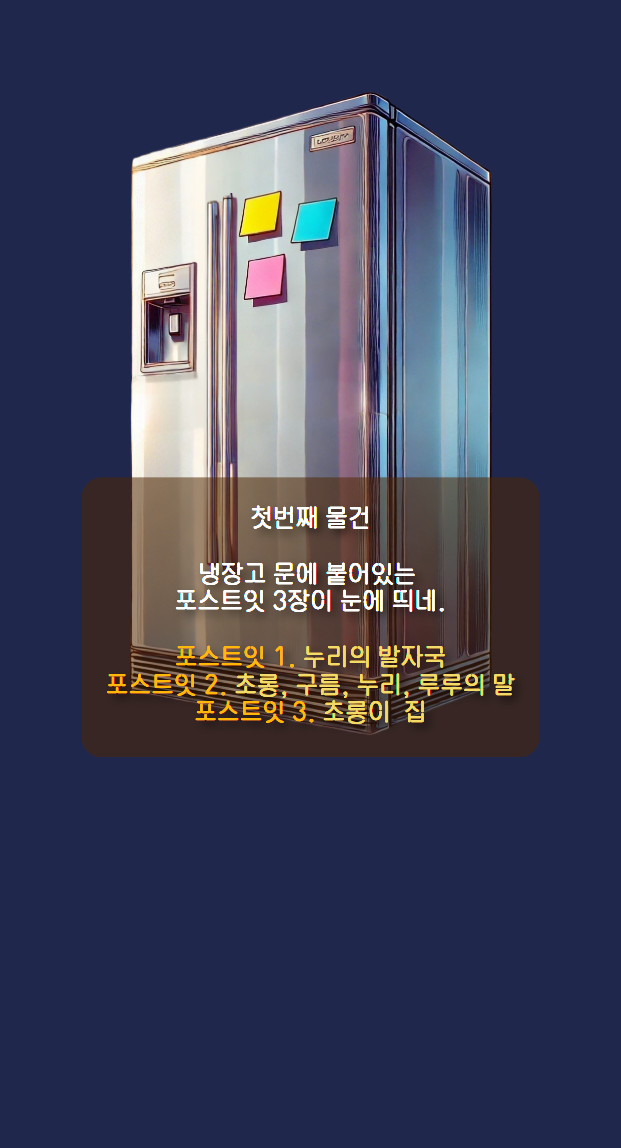 첫번째 물건
냉장고 문에 붙어있는
포스트잇 3장이 눈에 띄네.
포스트잇 1. 누리의 발자국
포스트잇 2. 초롱, 구름, 누리, 루루의 말
포스트잇 3. 초롱이 집